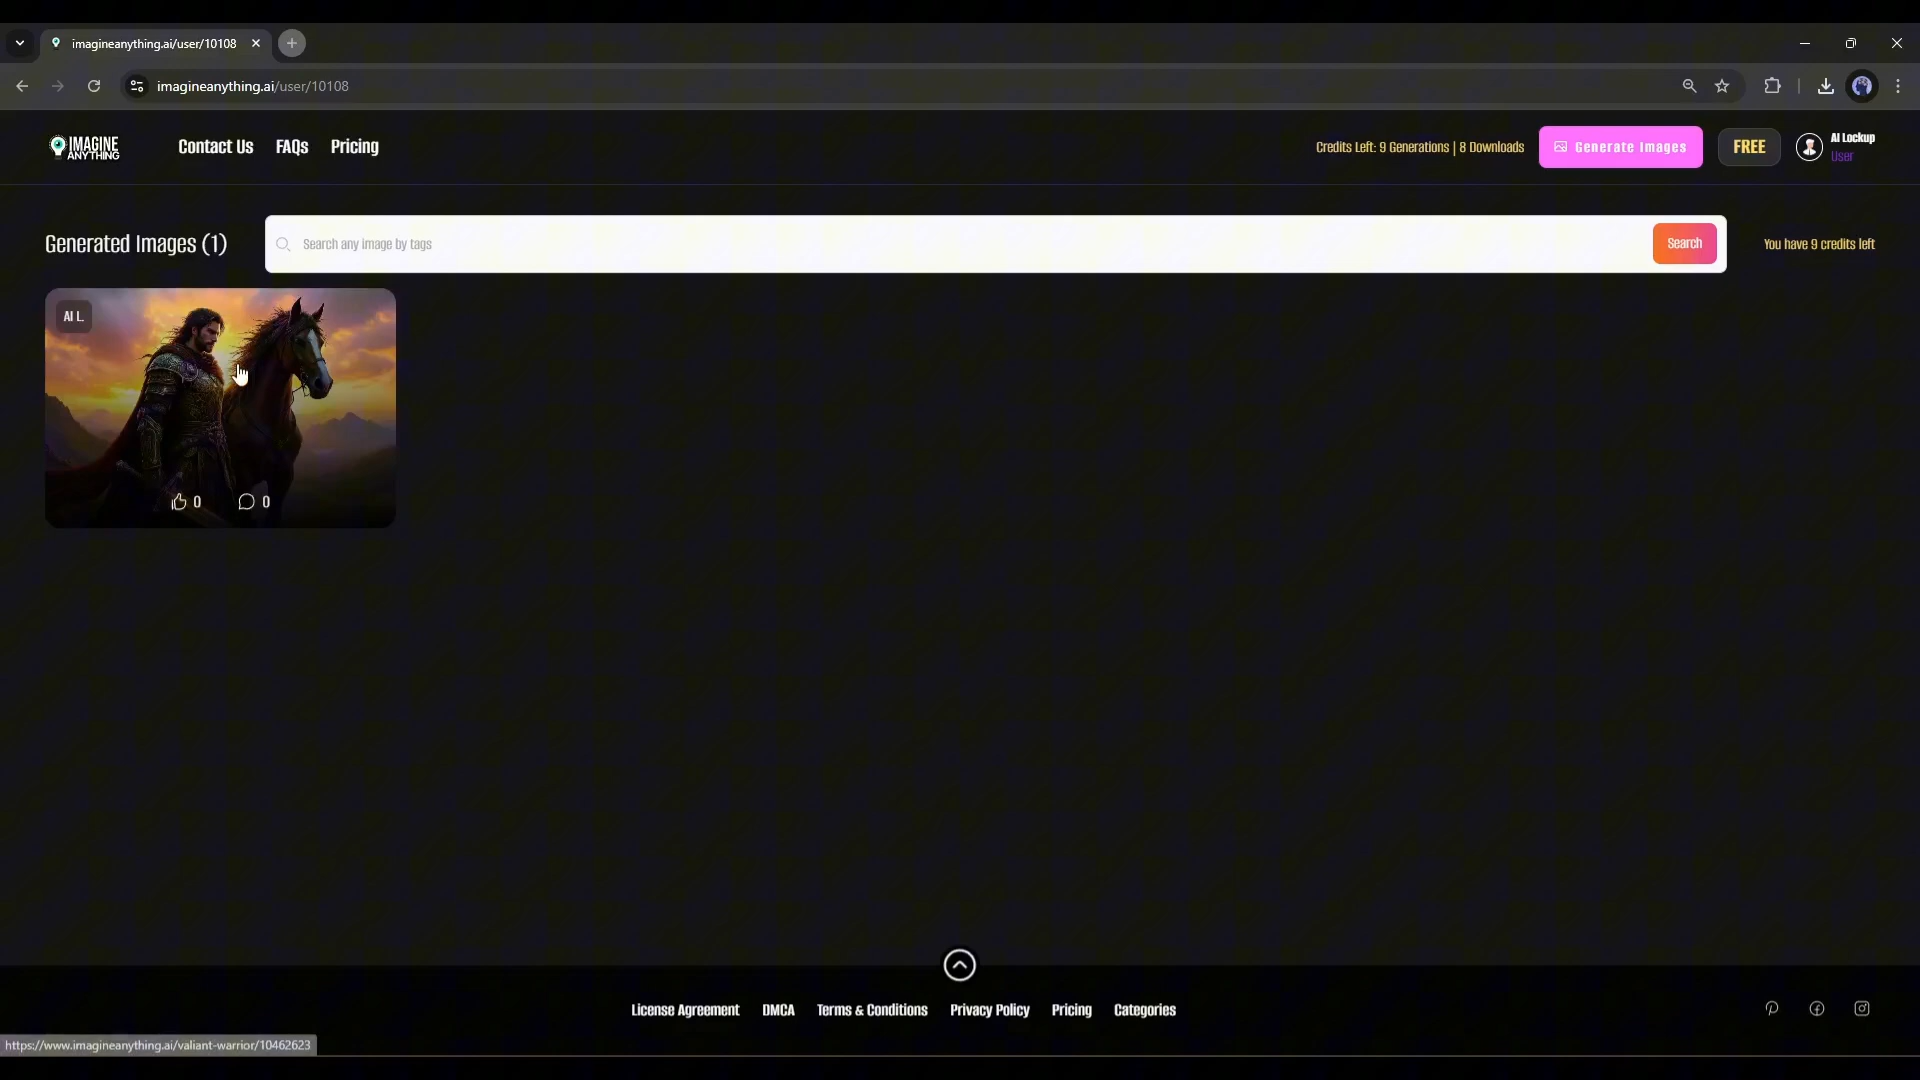 imagineanything.ai/user/10108
imagineanything.ai/user/10108
IMAGINE
ANYTHING
Contact Us FAQs Pricing
Credits Left: 9 Generations | 8 Downloads
Generate Images
FREE
AI Lockup
User
Generated Images (1)
Search any image by tags
Search
You have 9 credits left
AI L.
0 0
License Agreement DMCA Terms & Conditions Privacy Policy Pricing Categories
https://www.imagineanything.ai/valiant-warrior/10462623